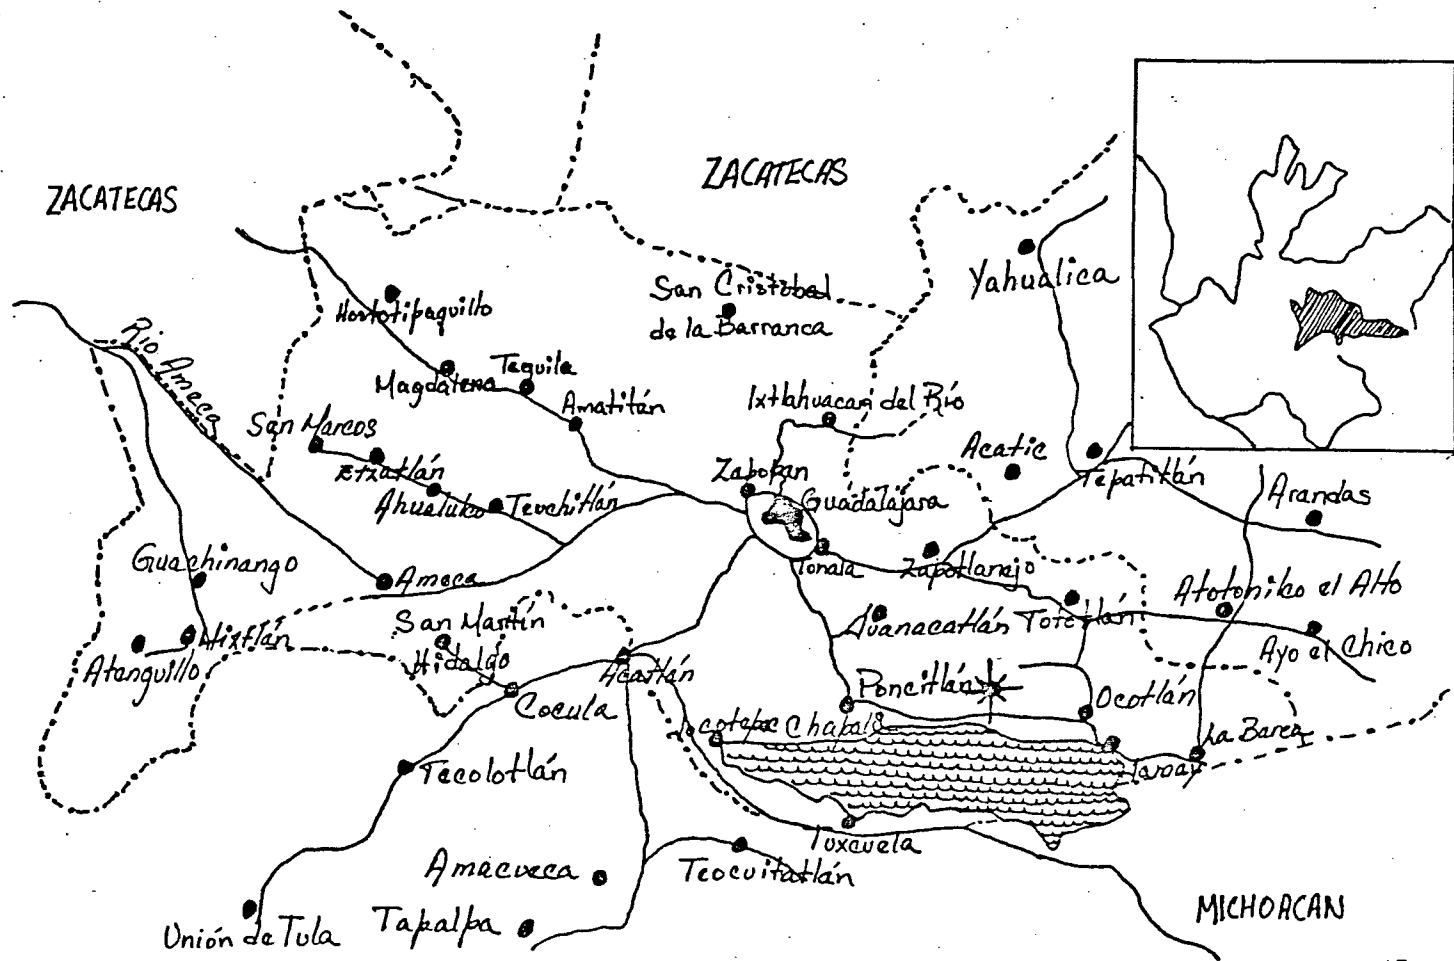 ZACATECAS
ZACATECAS
San Cristobal
de la Barranca
Yahualica
Hostotipaquillo
Rio Ameca
Magdalena
Tequila
Amatitán
Ixtlahuacan del Río
San Marcos
Etzatlán
Ahualulco
Teuchitlán
Zapopan
Guadalajara
Acatic
Tepatitlán
Arandas
Guachinango
Ameca
Tonala
Zapotlanejo
Atotonilco el Alto
San Martín
Hidalgo
Juanacatlán
Tototlán
Ayo el Chico
Atenguillo
Mixtlán
Acatlán
Poncitlán
Ocotlán
Cocula
Jocotepec
Chapala
La Barca
Jamay
Tecolotlán
Tuxcueca
Teocuitatlán
Amacueca
Tapalpa
Unión de Tula
MICHOACAN